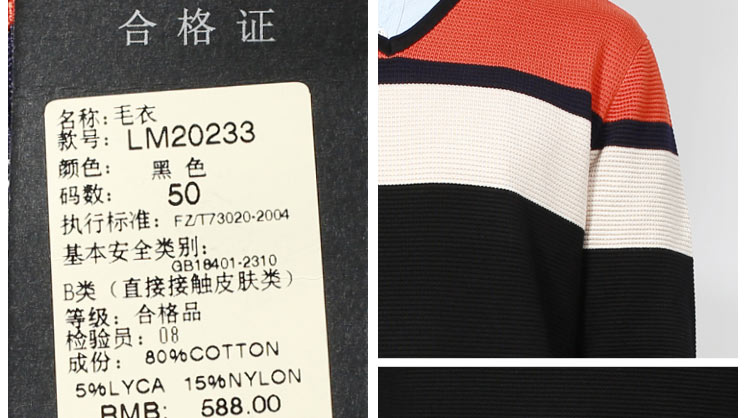 合格证
名称: 毛衣
款号: LM20233
颜色: 黑色
码数: 50
执行标准: FZ/T73020-2004
基本安全类别:
GB18401-2310
B类（直接接触皮肤类）
等级: 合格品
检验员: 08
成份: 80%COTTON
5%LYCA 15%NYLON
RMB: 588.00